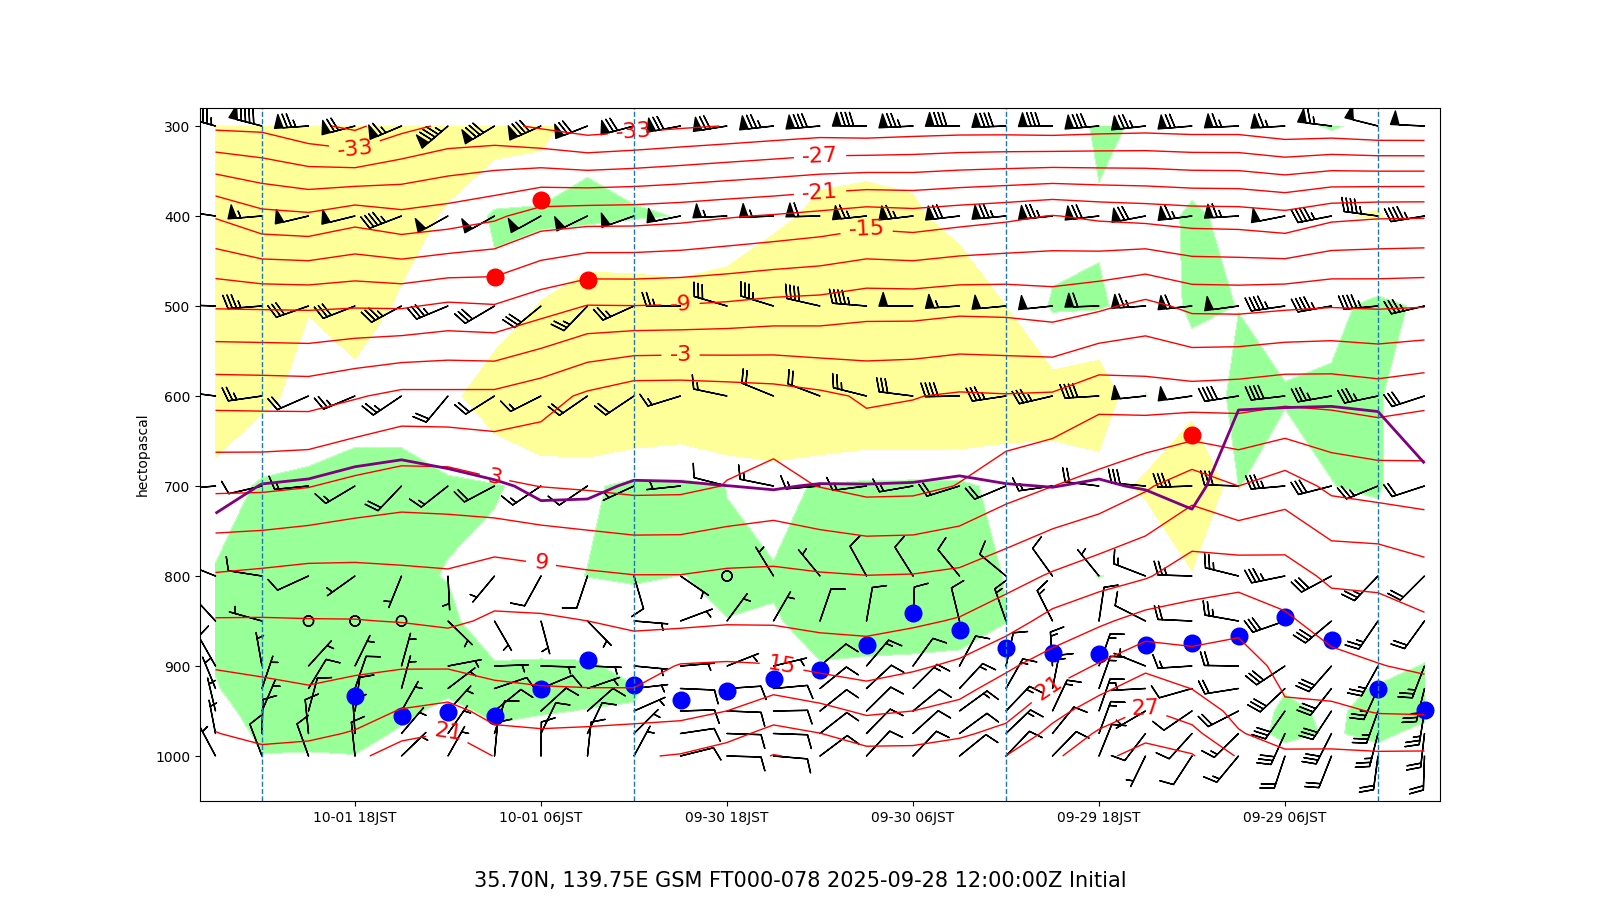 300
400
500
600
700
800
900
1000
hectopascal
-33
-33
-27
-21
-15
-9
-3
3
9
15
21
21
27
10-01 18JST
10-01 06JST
09-30 18JST
09-30 06JST
09-29 18JST
09-29 06JST
35.70N, 139.75E GSM FT000-078 2025-09-28 12:00:00Z Initial